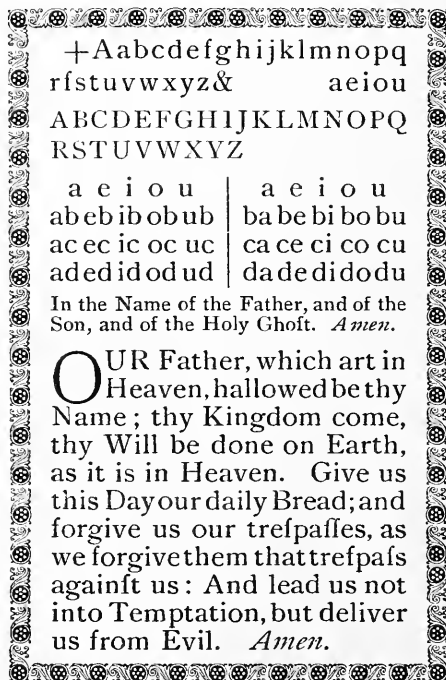 +Aabcdefghijklmnopq
rſstuvwxyz& aeiou
ABCDEFGHIJKLMNOPQ
RSTUVWXYZ
a e i o u a e i o u
ab eb ib ob ub ba be bi bo bu
ac ec ic oc uc ca ce ci co cu
ad ed id od ud da de di do du
In the Name of the Father, and of the
Son, and of the Holy Ghoſt. Amen.
OUR Father, which art in
Heaven, hallowed be thy
Name; thy Kingdom come,
thy Will be done on Earth,
as it is in Heaven. Give us
this Day our daily Bread; and
forgive us our treſpaſſes, as
we forgive them that treſpaſs
againſt us: And lead us not
into Temptation, but deliver
us from Evil. Amen.